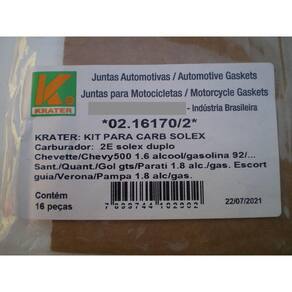 K
KRATER
Juntas Automotivas / Automotive Gaskets
Juntas para Motocicletas / Motorcycle Gaskets
- Indústria Brasileira
*02.16170/2*
KRATER: KIT PARA CARB SOLEX
Carburador: 2E solex duplo
Chevette/Chevy500 1.6 alcool/gasolina 92/...
Sant./Quant./Gol gts/Parati 1.8 alc./gas. Escort
guia/Verona/Pampa 1.8 alc/gas.
Contém
16 peças
22/07/2021